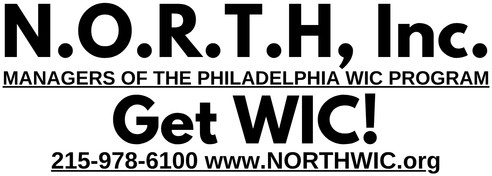 N.O.R.T.H, Inc.
MANAGERS OF THE PHILADELPHIA WIC PROGRAM
Get WIC!
215-978-6100 www.NORTHWIC.org